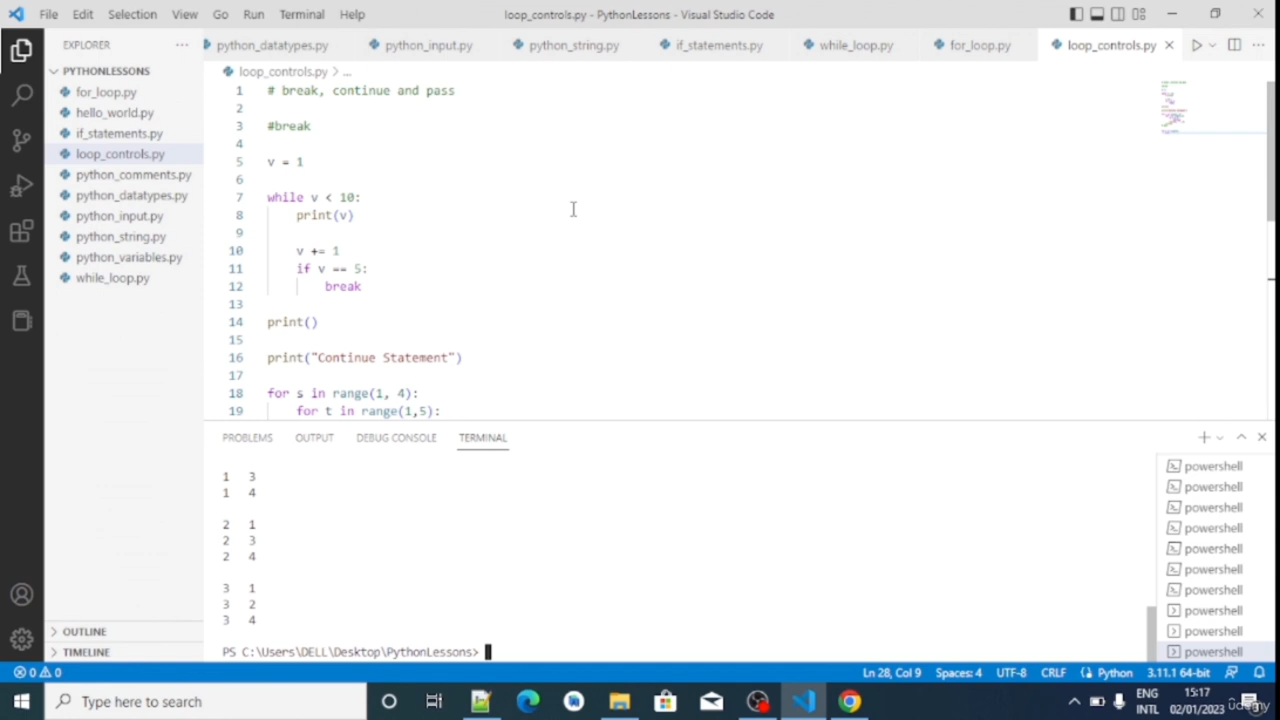 File Edit Selection View Go Run Terminal Help
loop_controls.py - PythonLessons - Visual Studio Code
EXPLORER
PYTHONLESSONS
for_loop.py
hello_world.py
if_statements.py
loop_controls.py
python_comments.py
python_datatypes.py
python_input.py
python_string.py
python_variables.py
while_loop.py
OUTLINE
TIMELINE
python_datatypes.py python_input.py python_string.py if_statements.py while_loop.py for_loop.py loop_controls.py
loop_controls.py > ...
1 # break, continue and pass
2
3 #break
4
5 v = 1
6
7 while v < 10:
8 print(v)
9
10 v += 1
11 if v == 5:
12 break
13
14 print()
15
16 print("Continue Statement")
17
18 for s in range(1, 4):
19 for t in range(1,5):
PROBLEMS OUTPUT DEBUG CONSOLE TERMINAL
1 3
1 4
2 1
2 3
2 4
3 1
3 2
3 4
PS C:\Users\DELL\Desktop\PythonLessons>
powershell
powershell
powershell
powershell
powershell
powershell
powershell
powershell
powershell
powershell
0 0 Ln 28, Col 9 Spaces: 4 UTF-8 CRLF Python 3.11.1 64-bit
Type here to search
ENG
INTL
15:17
02/01/2023
udemy